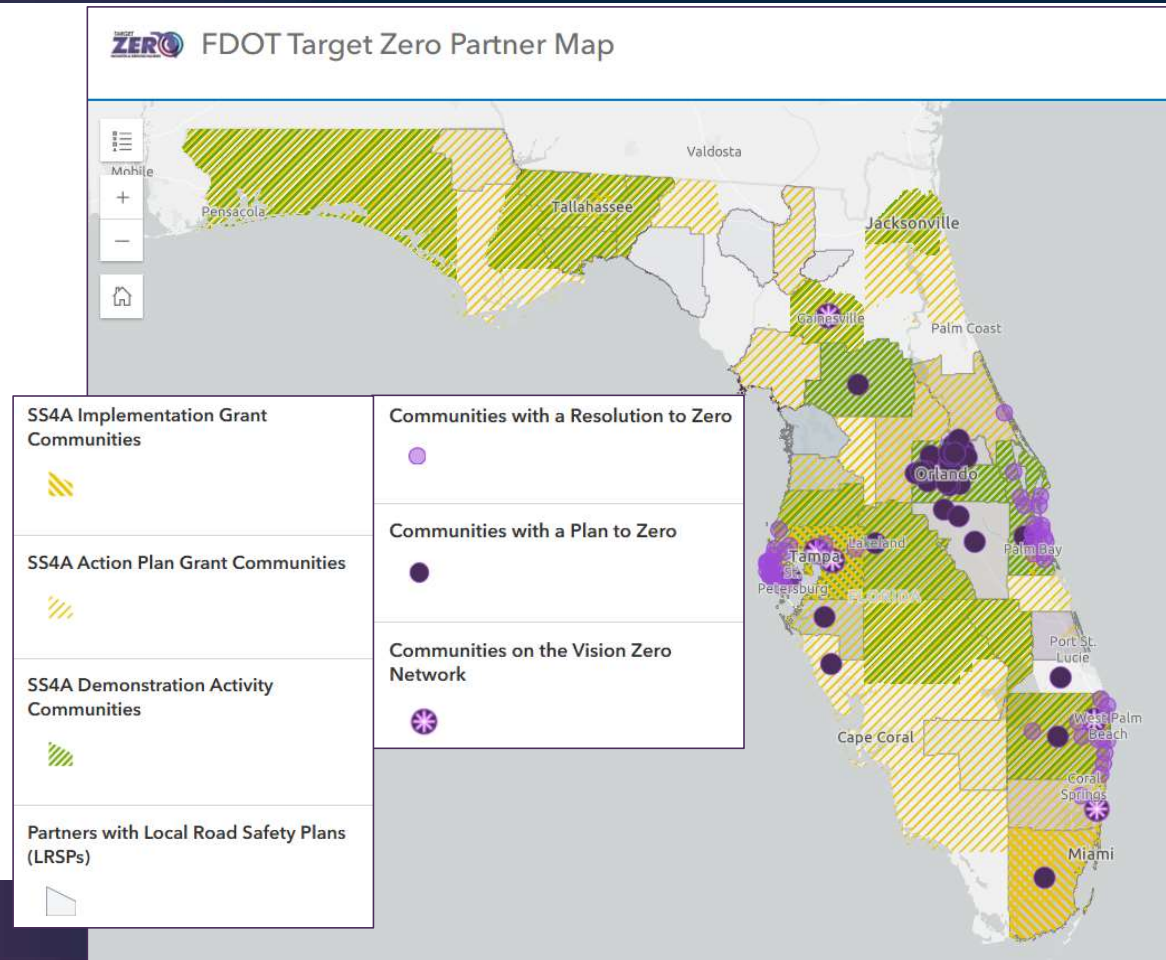 TARGET
ZERO
FDOT Target Zero Partner Map
Valdosta
Mobile
+
Pensacola
Tallahassee
Jacksonville
−
Gainesville
Palm Coast
SS4A Implementation Grant
Communities
SS4A Action Plan Grant Communities
SS4A Demonstration Activity
Communities
Partners with Local Road Safety Plans
(LRSPs)
Communities with a Resolution to Zero
Communities with a Plan to Zero
Communities on the Vision Zero
Network
Orlando
Lakeland
Tampa
Palm Bay
St.
Petersburg
FLORIDA
Port St.
Lucie
West Palm
Beach
Cape Coral
Coral
Springs
Miami